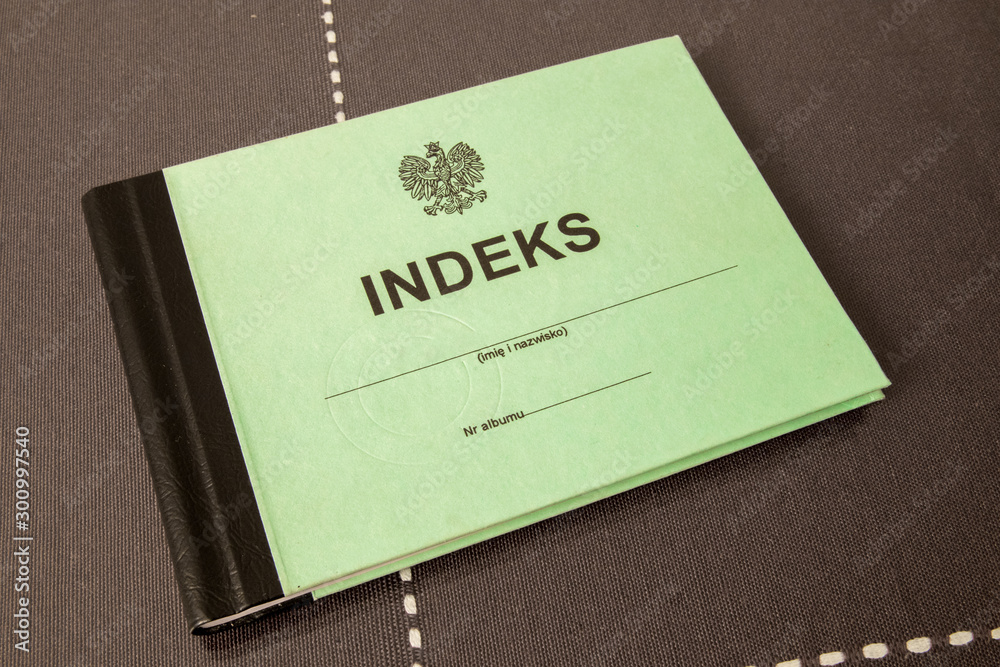 INDEKS
(imię i nazwisko)
Nr albumu
Adobe Stock | #300997540